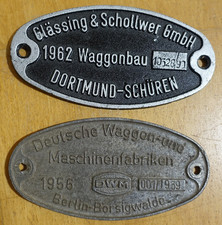 Glässing & Schollwer GmbH
1962 Waggonbau
DORTMUND-SCHÜREN
Deutsche Waggon-und
Maschinenfabriken
1956 DWM
Berlin-Borsigwalde